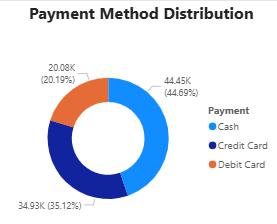 Payment Method Distribution
20.08K
(20.19%)
44.45K
(44.69%)
Payment
Cash
Credit Card
Debit Card
34.93K (35.12%)